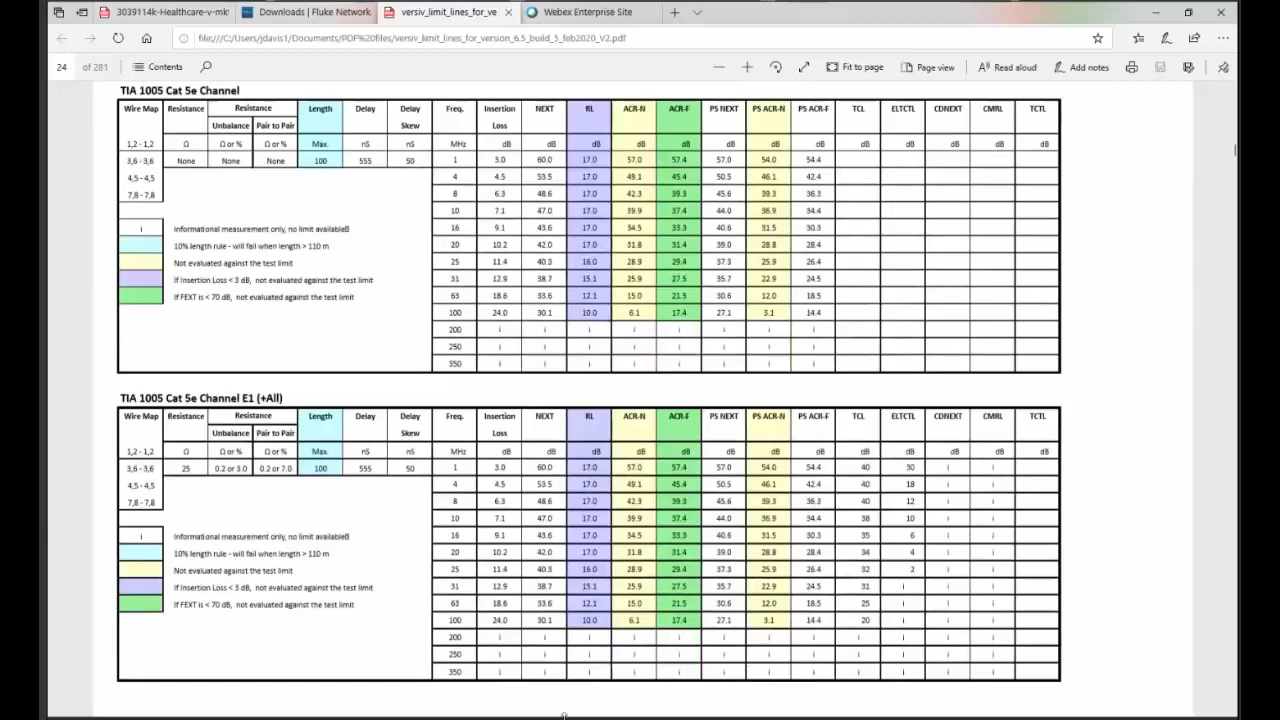 3039114k-Healthcare-v-mk Downloads | Fluke Network versiv_limit_lines_for_ve Webex Enterprise Site
file:///C:/Users/jdavis1/Documents/PDF%20files/versiv_limit_lines_for_version_6.5_build_5_feb2020_V2.pdf
24 of 281 Contents Fit to page Page view Read aloud Add notes
TIA 1005 Cat 5e Channel
Wire Map Resistance Resistance Length Delay Delay Freq. Insertion NEXT RL ACR-N ACR-F PS NEXT PS ACR-N PS ACR-F TCL ELTCTL CDNEXT CMRL TCTL
Unbalance Pair to Pair Skew Loss
1,2 - 1,2 Ω Ω or % Ω or % Max. nS nS MHz dB dB dB dB dB dB dB dB dB dB dB dB dB
3,6 - 3,6 None None None 100 555 50 1 3.0 60.0 17.0 57.0 57.4 57.0 54.0 54.4
4,5 - 4,5 4 4.5 53.5 17.0 49.1 45.4 50.5 46.1 42.4
7,8 - 7,8 8 6.3 48.6 17.0 42.3 39.3 45.6 39.3 36.3
10 7.1 47.0 17.0 39.9 37.4 44.0 36.9 34.4
i Informational measurement only, no limit available 16 9.1 43.6 17.0 34.5 33.3 40.6 31.5 30.3
10% length rule - will fail when length > 110 m 20 10.2 42.0 17.0 31.8 31.4 39.0 28.8 28.4
Not evaluated against the test limit 25 11.4 40.3 16.0 28.9 29.4 37.3 25.9 26.4
If Insertion Loss < 3 dB, not evaluated against the test limit 31 12.9 38.7 15.1 25.9 27.5 35.7 22.9 24.5
If FEXT is < 70 dB, not evaluated against the test limit 63 18.6 33.6 12.1 15.0 21.5 30.6 12.0 18.5
100 24.0 30.1 10.0 6.1 17.4 27.1 3.1 14.4
200 i i i i i i i i
250 i i i i i i i i
350 i i i i i i i i
TIA 1005 Cat 5e Channel E1 (+All)
Wire Map Resistance Resistance Length Delay Delay Freq. Insertion NEXT RL ACR-N ACR-F PS NEXT PS ACR-N PS ACR-F TCL ELTCTL CDNEXT CMRL TCTL
Unbalance Pair to Pair Skew Loss
1,2 - 1,2 Ω Ω or % Ω or % Max. nS nS MHz dB dB dB dB dB dB dB dB dB dB dB dB dB
3,6 - 3,6 25 0.2 or 3.0 0.2 or 7.0 100 555 50 1 3.0 60.0 17.0 57.0 57.4 57.0 54.0 54.4 40 30 i i
4,5 - 4,5 4 4.5 53.5 17.0 49.1 45.4 50.5 46.1 42.4 40 18 i i
7,8 - 7,8 8 6.3 48.6 17.0 42.3 39.3 45.6 39.3 36.3 40 12 i i
10 7.1 47.0 17.0 39.9 37.4 44.0 36.9 34.4 38 10 i i
i Informational measurement only, no limit available 16 9.1 43.6 17.0 34.5 33.3 40.6 31.5 30.3 35 6 i i
10% length rule - will fail when length > 110 m 20 10.2 42.0 17.0 31.8 31.4 39.0 28.8 28.4 34 4 i i
Not evaluated against the test limit 25 11.4 40.3 16.0 28.9 29.4 37.3 25.9 26.4 32 2 i i
If Insertion Loss < 3 dB, not evaluated against the test limit 31 12.9 38.7 15.1 25.9 27.5 35.7 22.9 24.5 31 i i i
If FEXT is < 70 dB, not evaluated against the test limit 63 18.6 33.6 12.1 15.0 21.5 30.6 12.0 18.5 25 i i i
100 24.0 30.1 10.0 6.1 17.4 27.1 3.1 14.4 20 i i i
200 i i i i i i i i i i i i
250 i i i i i i i i i i i i
350 i i i i i i i i i i i i